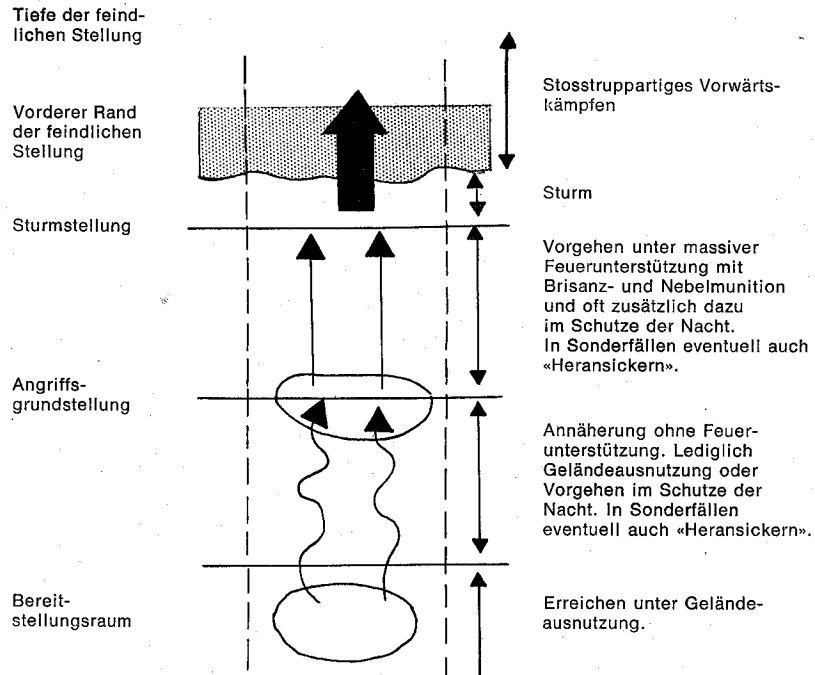 Tiefe der feind-
lichen Stellung
Stosstruppartiges Vorwärts-
kämpfen
Vorderer Rand
der feindlichen
Stellung
Sturm
Sturmstellung
Vorgehen unter massiver
Feuerunterstützung mit
Brisanz- und Nebelmunition
und oft zusätzlich dazu
im Schutze der Nacht.
In Sonderfällen eventuell auch
«Heransickern».
Angriffs-
grundstellung
Annäherung ohne Feuer-
unterstützung. Lediglich
Geländeausnutzung oder
Vorgehen im Schutze der
Nacht. In Sonderfällen
eventuell auch «Heransickern».
Bereit-
stellungsraum
Erreichen unter Gelände-
ausnutzung.